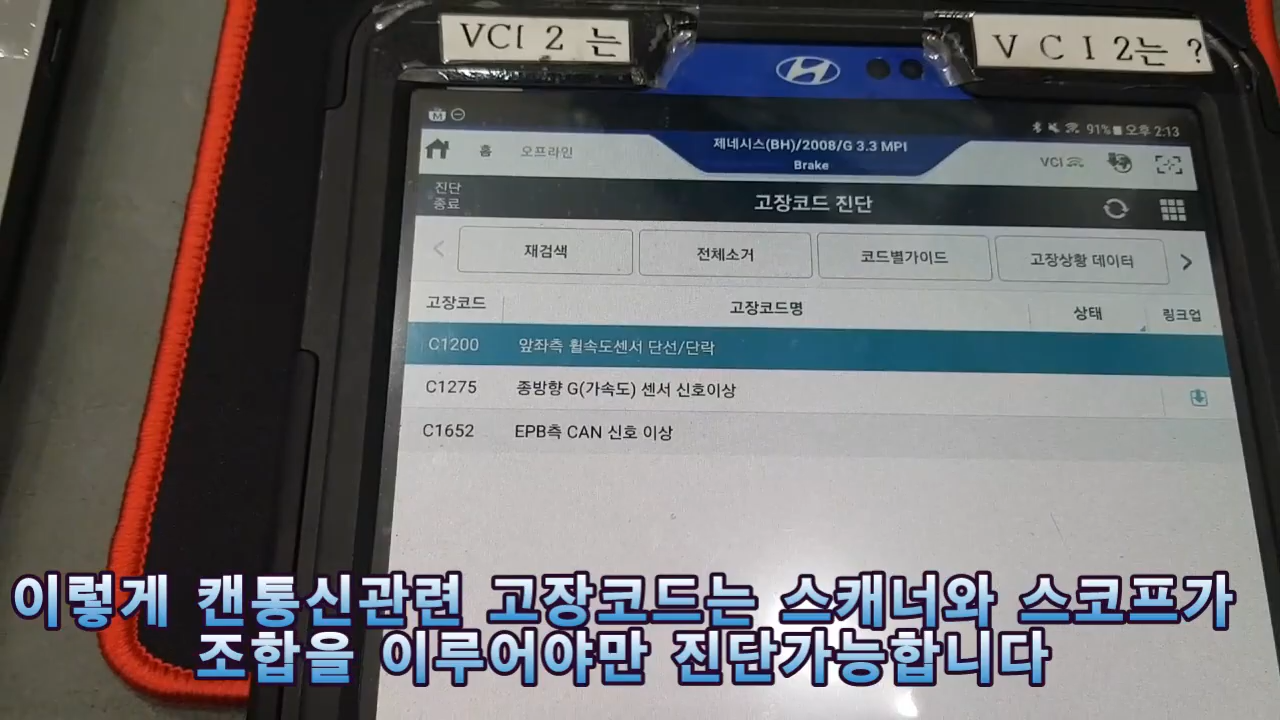 VCI 2 는
V C I 2는 ?
91% 오후 2:13
홈 오프라인
제네시스(BH)/2008/G 3.3 MPI
Brake
VCI
진단
종료
고장코드 진단
재검색 전체소거 코드별가이드 고장상황 데이터
고장코드 고장코드명 상태 링크업
C1200 앞좌측 휠속도센서 단선/단락
C1275 종방향 G(가속도) 센서 신호이상
C1652 EPB측 CAN 신호 이상
이렇게 캔통신관련 고장코드는 스캐너와 스코프가
조합을 이루어야만 진단가능합니다